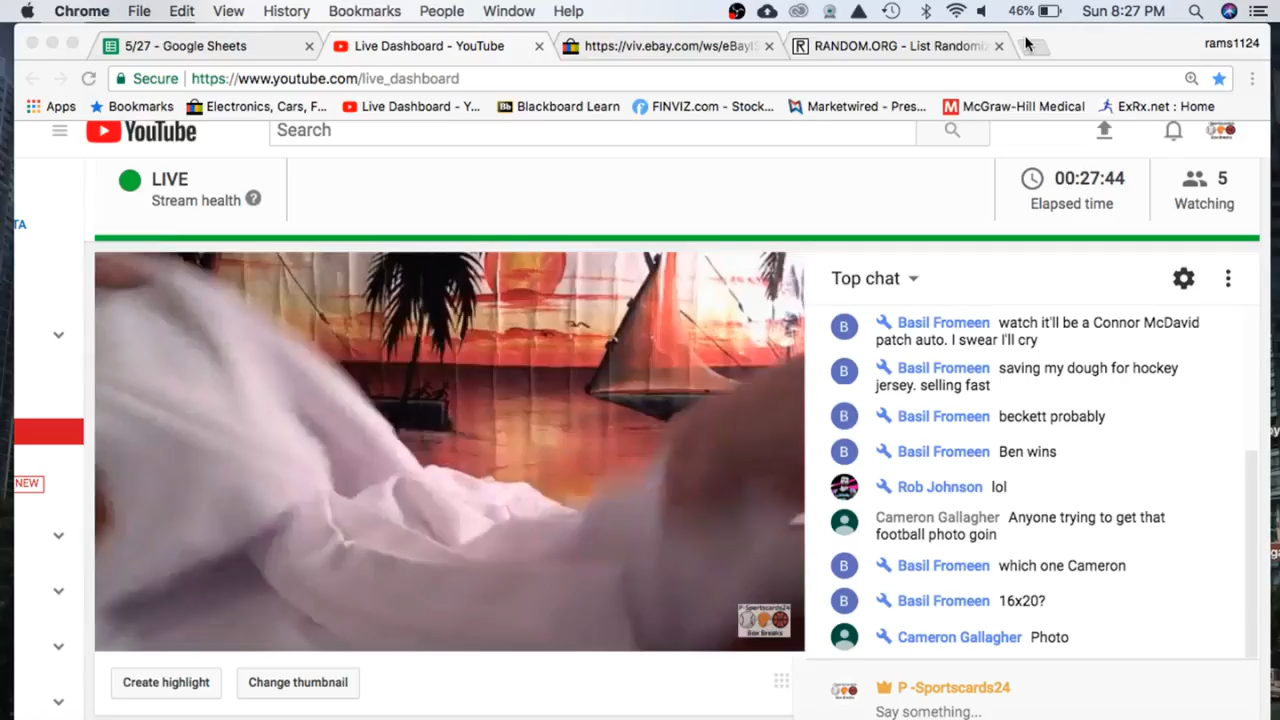 Chrome File Edit View History Bookmarks People Window Help 46% Sun 8:27 PM
5/27 - Google Sheets Live Dashboard - YouTube https://viv.ebay.com/ws/eBayI RANDOM.ORG - List Randomi rams1124
Secure https://www.youtube.com/live_dashboard
Apps Bookmarks Electronics, Cars, F... Live Dashboard - Y... Blackboard Learn FINVIZ.com - Stock... Marketwired - Pres... McGraw-Hill Medical ExRx.net : Home
YouTube Search
LIVE 00:27:44 5
Stream health ? Elapsed time Watching
TA
Top chat
B Basil Fromeen watch it'll be a Connor McDavid
patch auto. I swear I'll cry
B Basil Fromeen saving my dough for hockey
jersey. selling fast
B Basil Fromeen beckett probably
B Basil Fromeen Ben wins
NEW
Rob Johnson lol
Cameron Gallagher Anyone trying to get that
football photo goin
B Basil Fromeen which one Cameron
B Basil Fromeen 16x20?
P-Sportscards24
Box Breaks
Cameron Gallagher Photo
Create highlight Change thumbnail
P -Sportscards24
Say something...